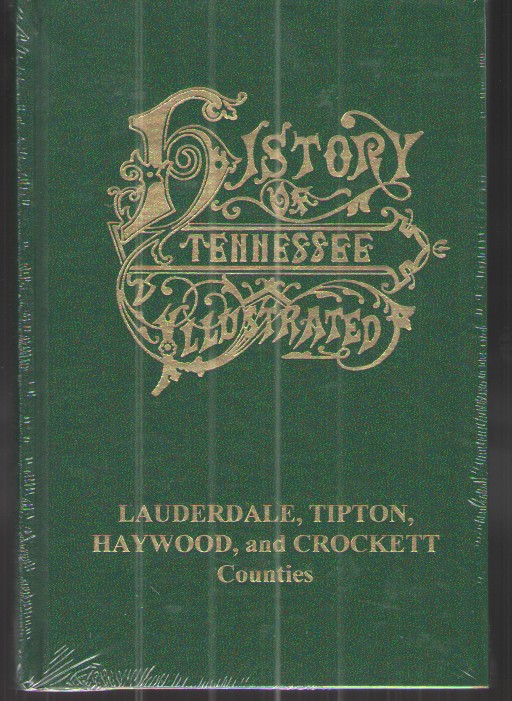 HISTORY
OF
TENNESSEE
ILLUSTRATED
LAUDERDALE, TIPTON,
HAYWOOD, and CROCKETT
Counties